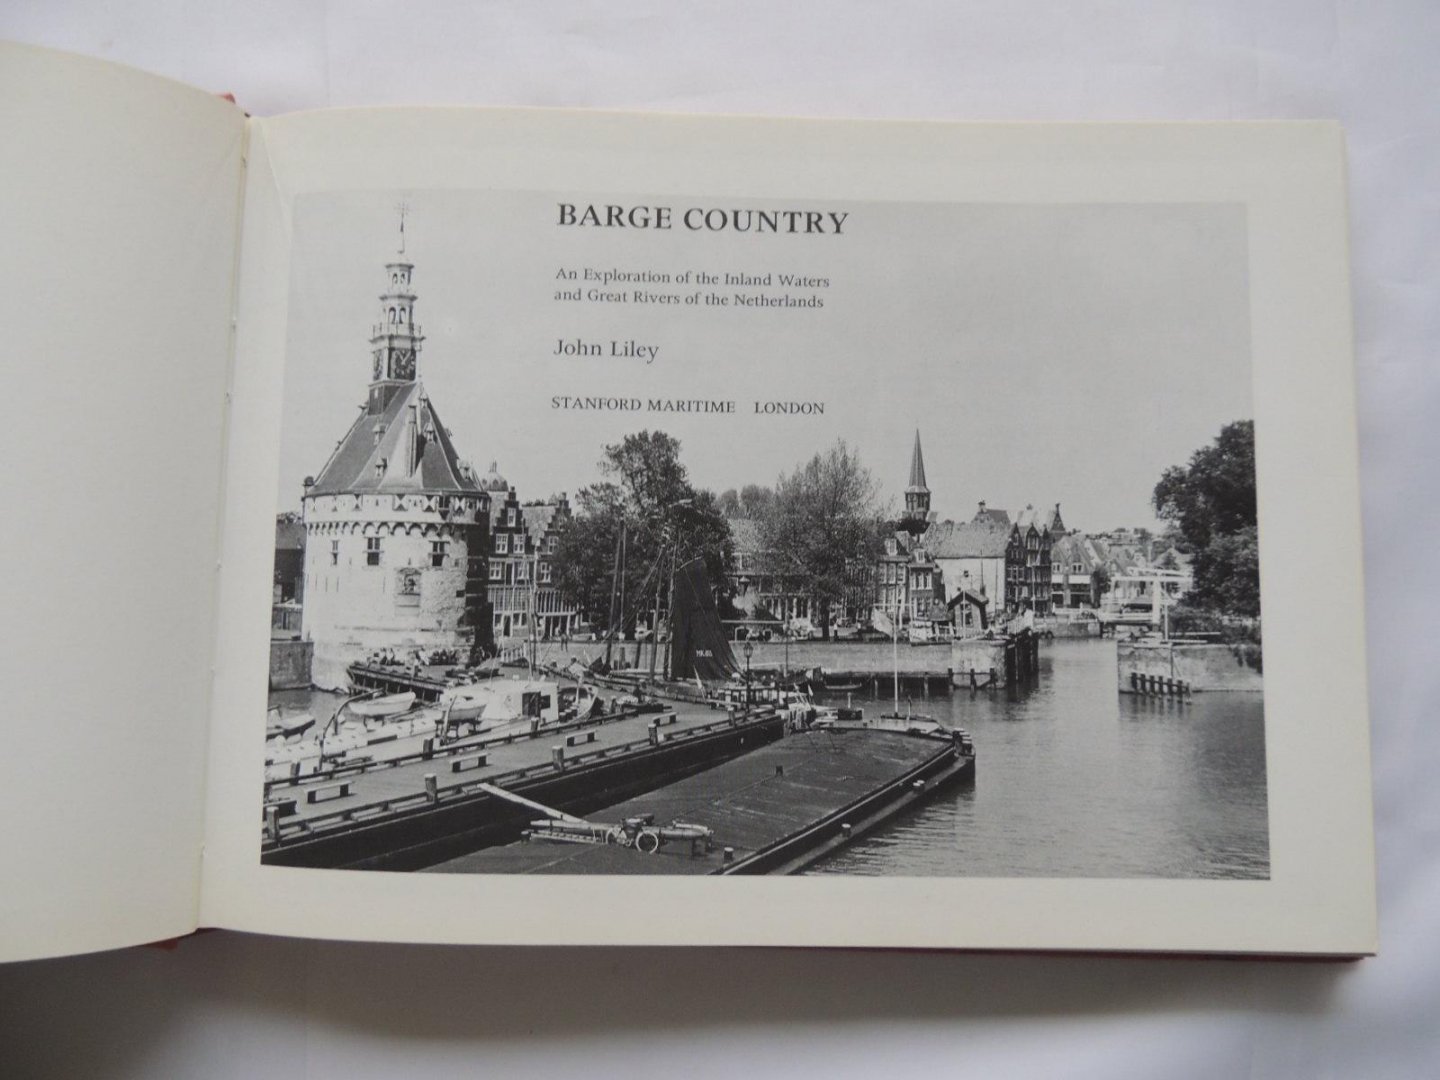 BARGE COUNTRY
An Exploration of the Inland Waters
and Great Rivers of the Netherlands
John Liley
STANFORD MARITIME LONDON